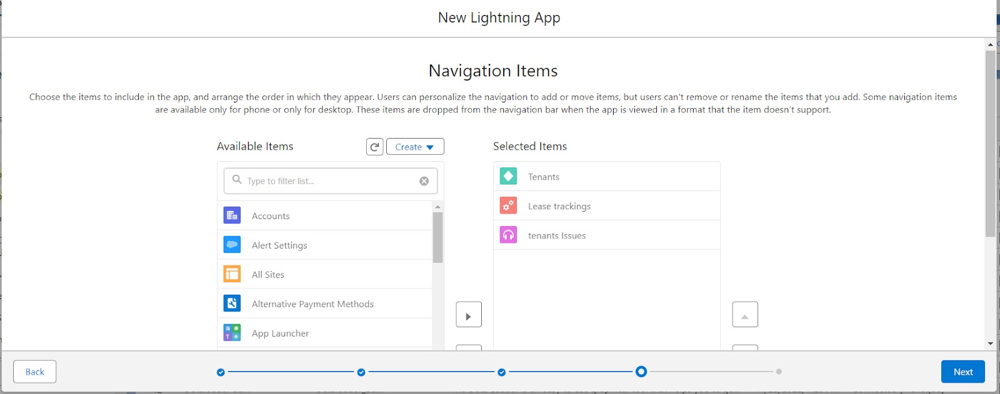 New Lightning App
Navigation Items
Choose the items to include in the app, and arrange the order in which they appear. Users can personalize the navigation to add or move items, but users can't remove or rename the items that you add. Some navigation items
are available only for phone or only for desktop. These items are dropped from the navigation bar when the app is viewed in a format that the item doesn't support.
Available Items
Create
Selected Items
Type to filter list...
Accounts
Alert Settings
All Sites
Alternative Payment Methods
App Launcher
Tenants
Lease trackings
tenants Issues
Back
Next